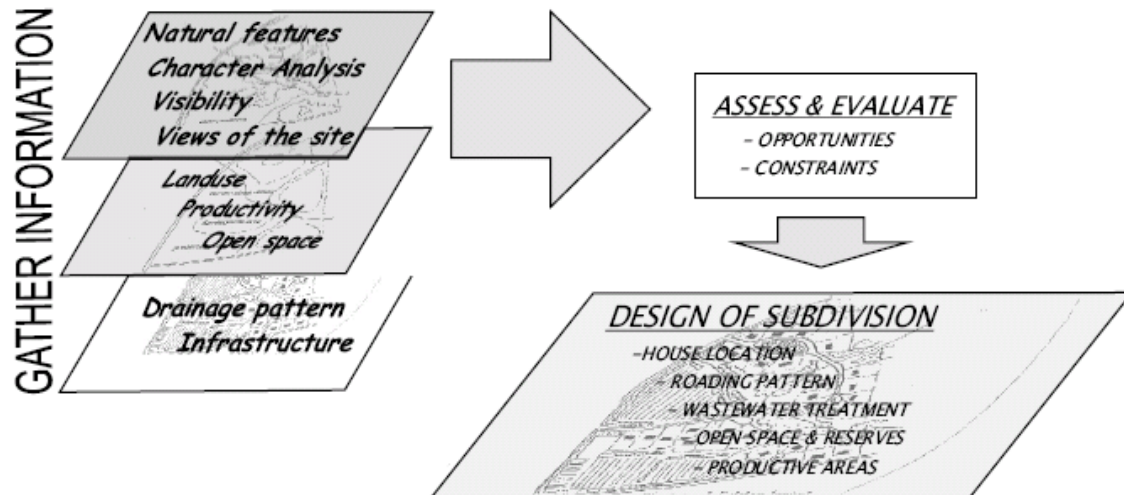 GATHER INFORMATION
Natural features
Character Analysis
Visibility
Views of the site
Landuse
Productivity
Open space
Drainage pattern
Infrastructure
ASSESS & EVALUATE
- OPPORTUNITIES
- CONSTRAINTS
DESIGN OF SUBDIVISION
-HOUSE LOCATION
- ROADING PATTERN
- WASTEWATER TREATMENT
- OPEN SPACE & RESERVES
- PRODUCTIVE AREAS